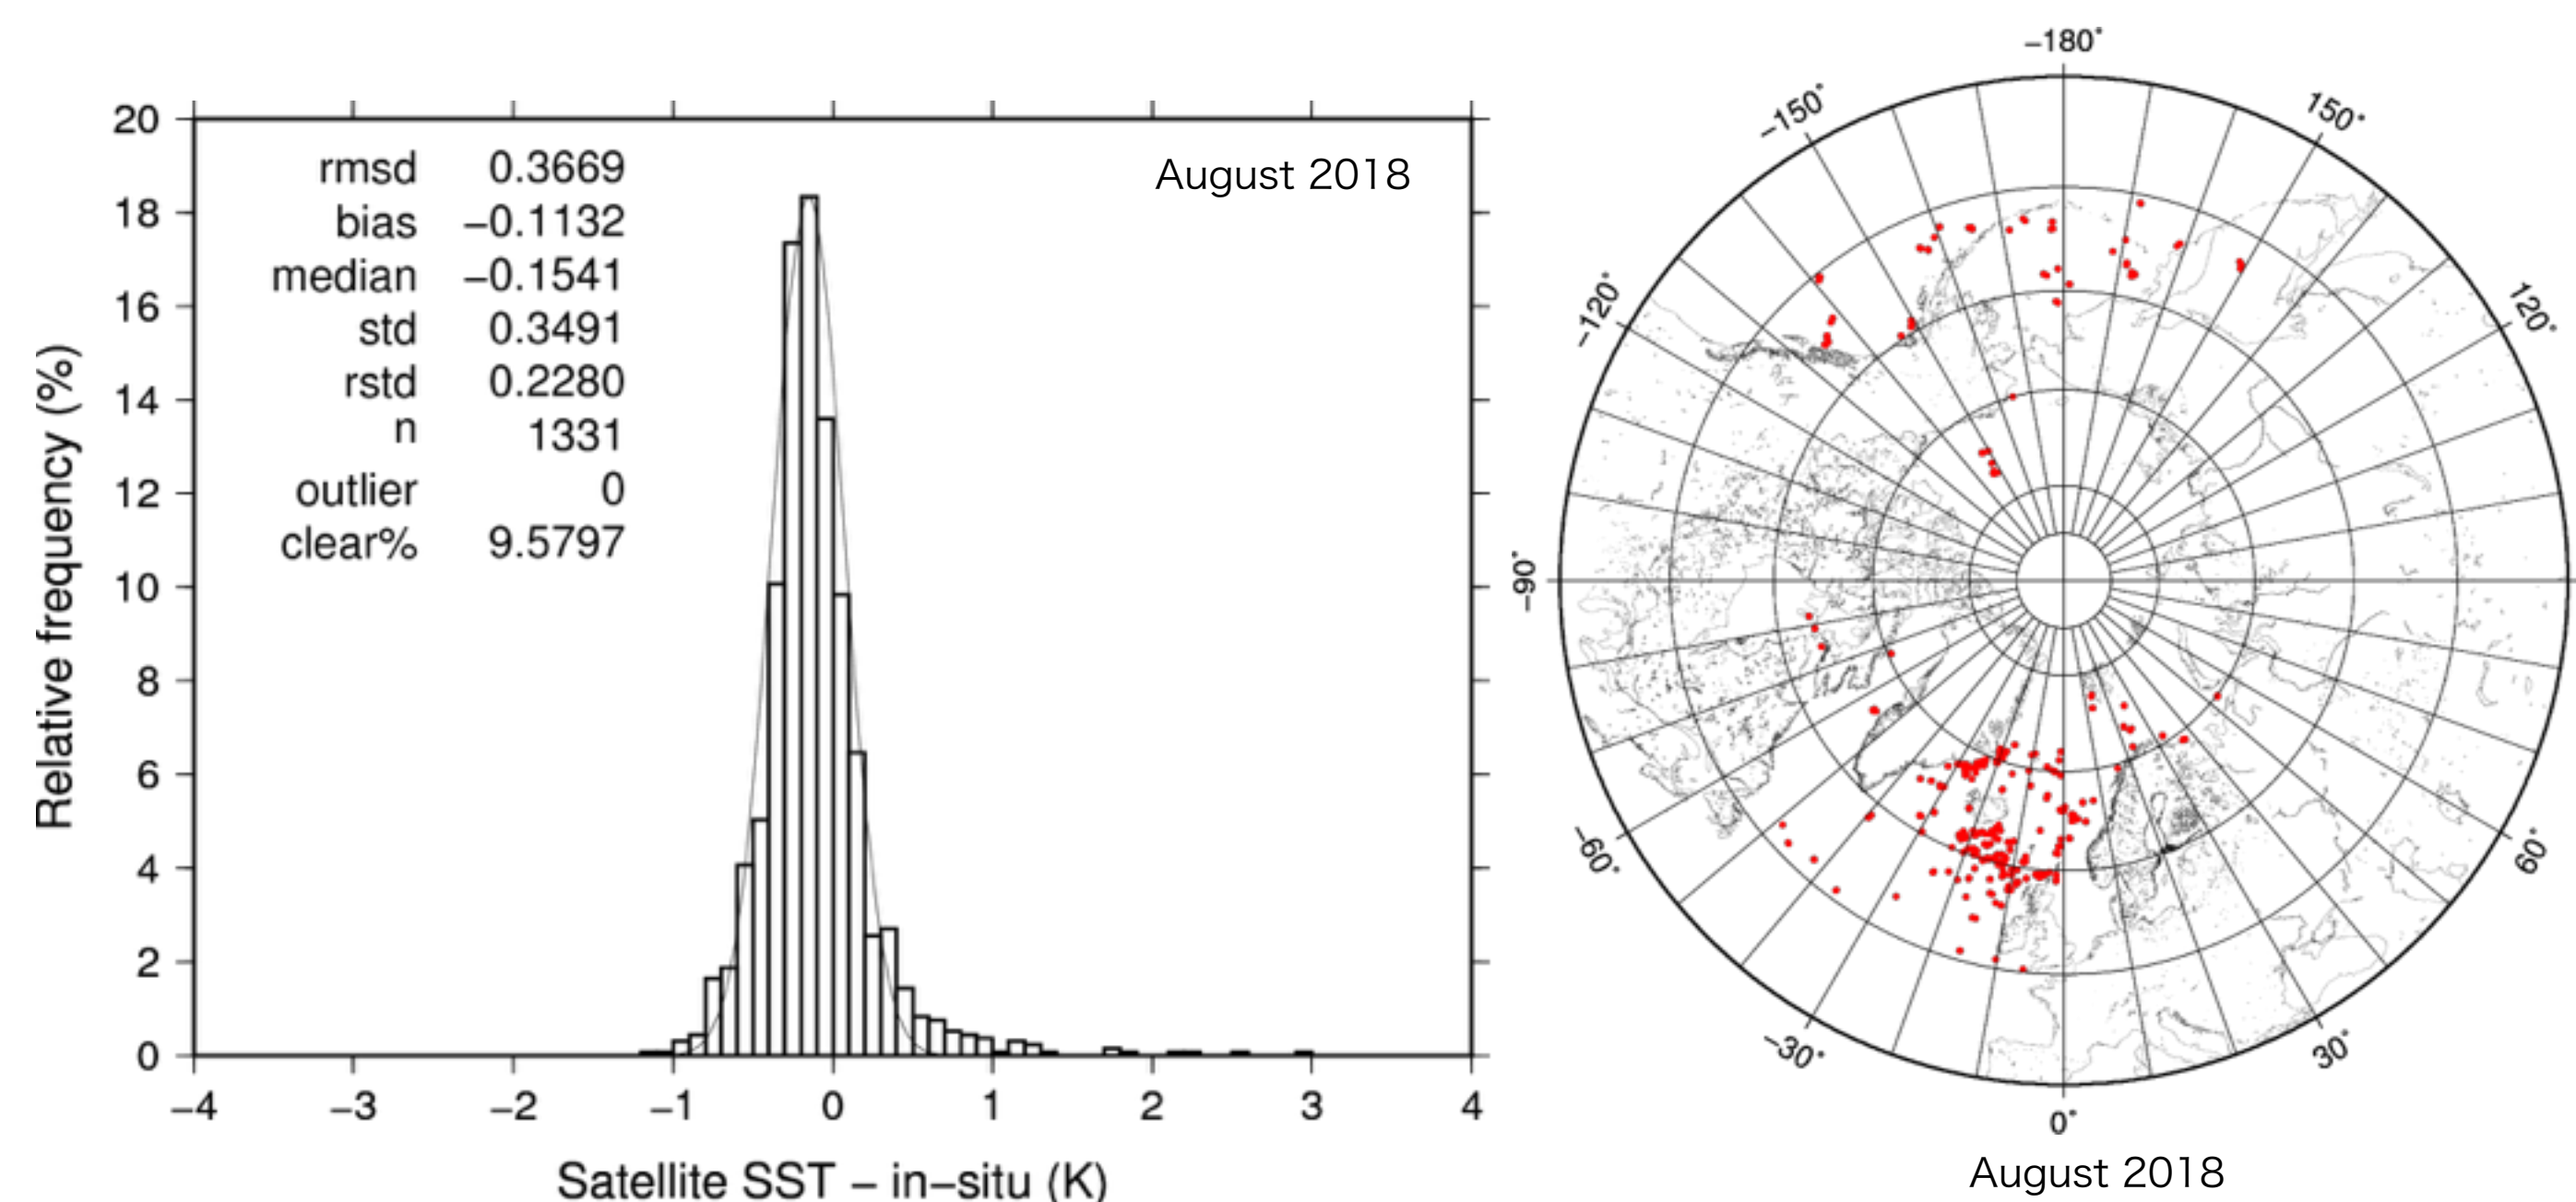 20
18
16
14
12
10
8
6
4
2
0
Relative frequency (%)
rmsd 0.3669
bias −0.1132
median −0.1541
std 0.3491
rstd 0.2280
n 1331
outlier 0
clear% 9.5797
August 2018
−4 −3 −2 −1 0 1 2 3 4
Satellite SST − in−situ (K)
−180°
−150° 150°
−120° 120°
−90°
−60° 60°
−30° 30°
0°
August 2018